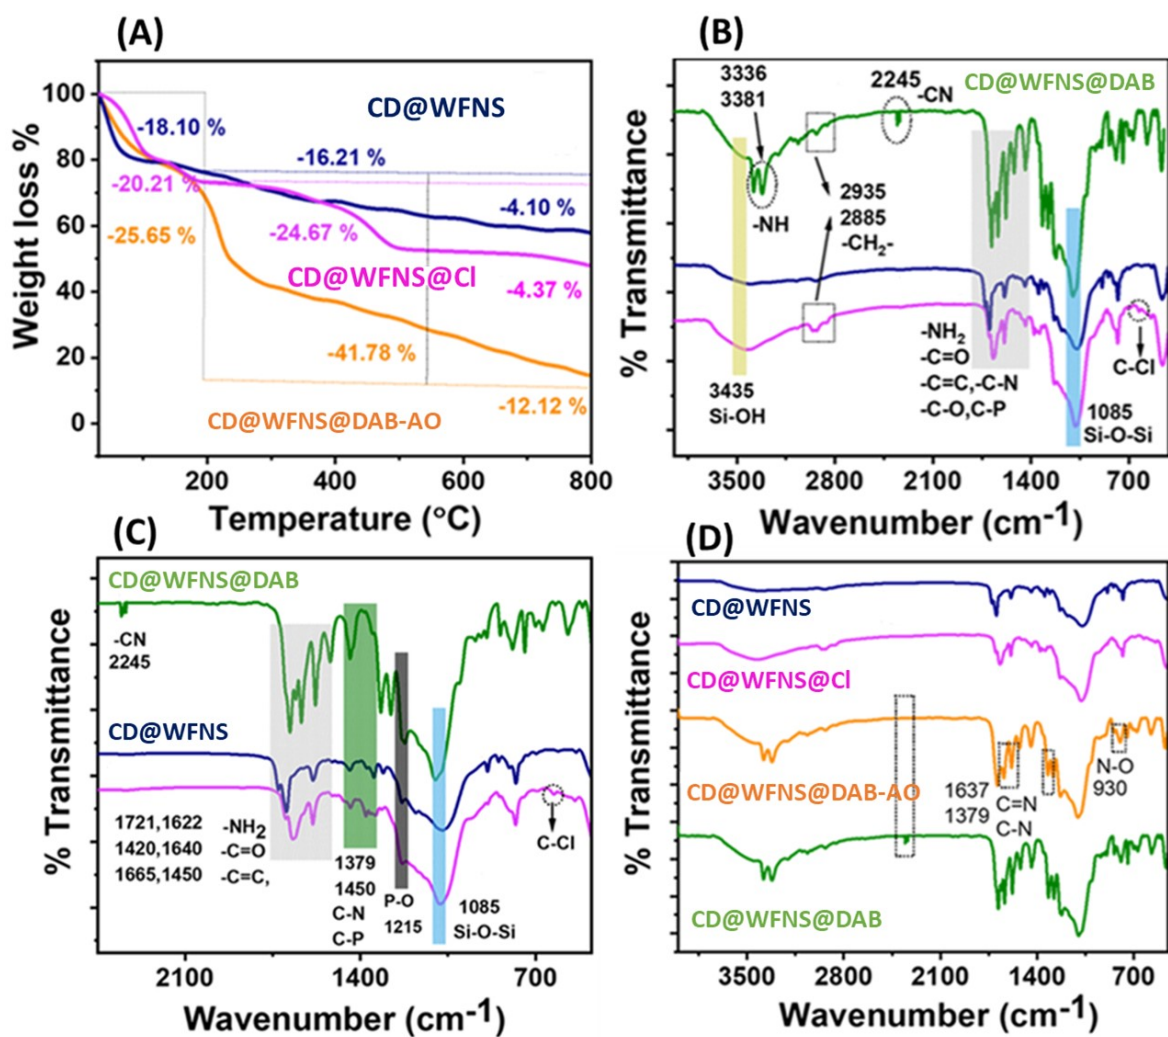 (A)
Weight loss %
100
80
60
40
20
0
-18.10 %
CD@WFNS
-16.21 %
-20.21 %
-4.10 %
-25.65 %
-24.67 %
CD@WFNS@Cl
-4.37 %
-41.78 %
-12.12 %
CD@WFNS@DAB-AO
0
200
400
600
800
Temperature (°C)
(B)
% Transmittance
3336
3381
2245
-CN
CD@WFNS@DAB
-NH
2935
2885
-CH2-
3435
Si-OH
-NH2
-C=O
-C=C,-C-N
-C-O,C-P
C-Cl
1085
Si-O-Si
3500
2800
2100
1400
700
Wavenumber (cm-1)
(C)
% Transmittance
CD@WFNS@DAB
-CN
2245
CD@WFNS
1721,1622
1420,1640
1665,1450
-NH2
-C=O
-C=C,
1379
1450
C-N
C-P
P-O
1215
1085
Si-O-Si
C-Cl
2100
1400
700
Wavenumber (cm-1)
(D)
% Transmittance
CD@WFNS
CD@WFNS@Cl
CD@WFNS@DAB-AO
1637
1379
C=N
C-N
N-O
930
CD@WFNS@DAB
3500
2800
2100
1400
700
Wavenumber (cm-1)